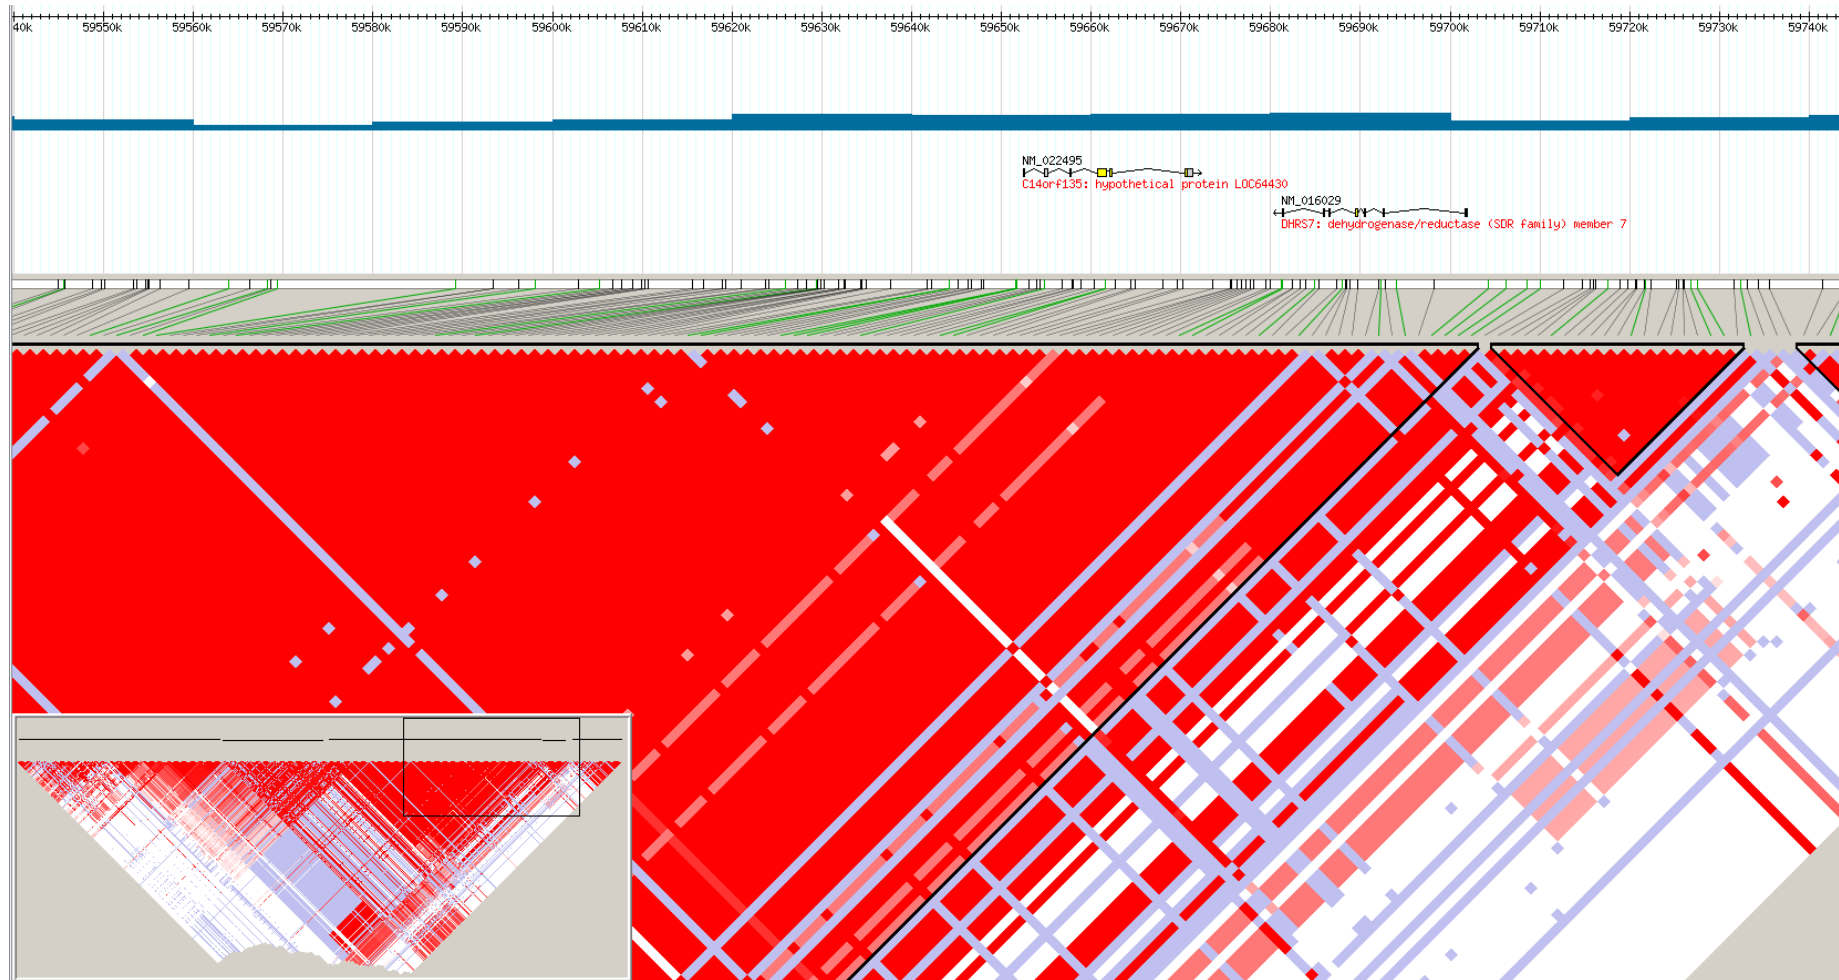 40k 59550k 59560k 59570k 59580k 59590k 59600k 59610k 59620k 59630k 59640k 59650k 59660k 59670k 59680k 59690k 59700k 59710k 59720k 59730k 59740k
NM_022495
C14orf135: hypothetical protein LOC64430
NM_016029
DHRS7: dehydrogenase/reductase (SDR family) member 7